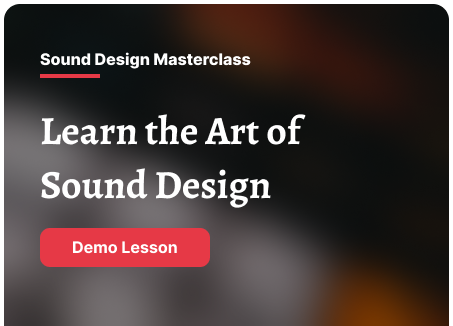 Sound Design Masterclass
Learn the Art of
Sound Design
Demo Lesson